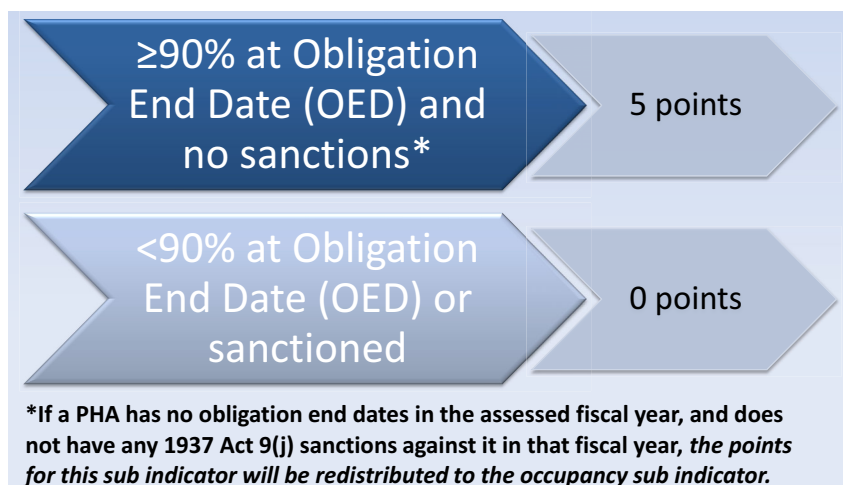 ≥90% at Obligation
End Date (OED) and
no sanctions*
5 points
<90% at Obligation
End Date (OED) or
sanctioned
0 points
*If a PHA has no obligation end dates in the assessed fiscal year, and does
not have any 1937 Act 9(j) sanctions against it in that fiscal year, the points
for this sub indicator will be redistributed to the occupancy sub indicator.